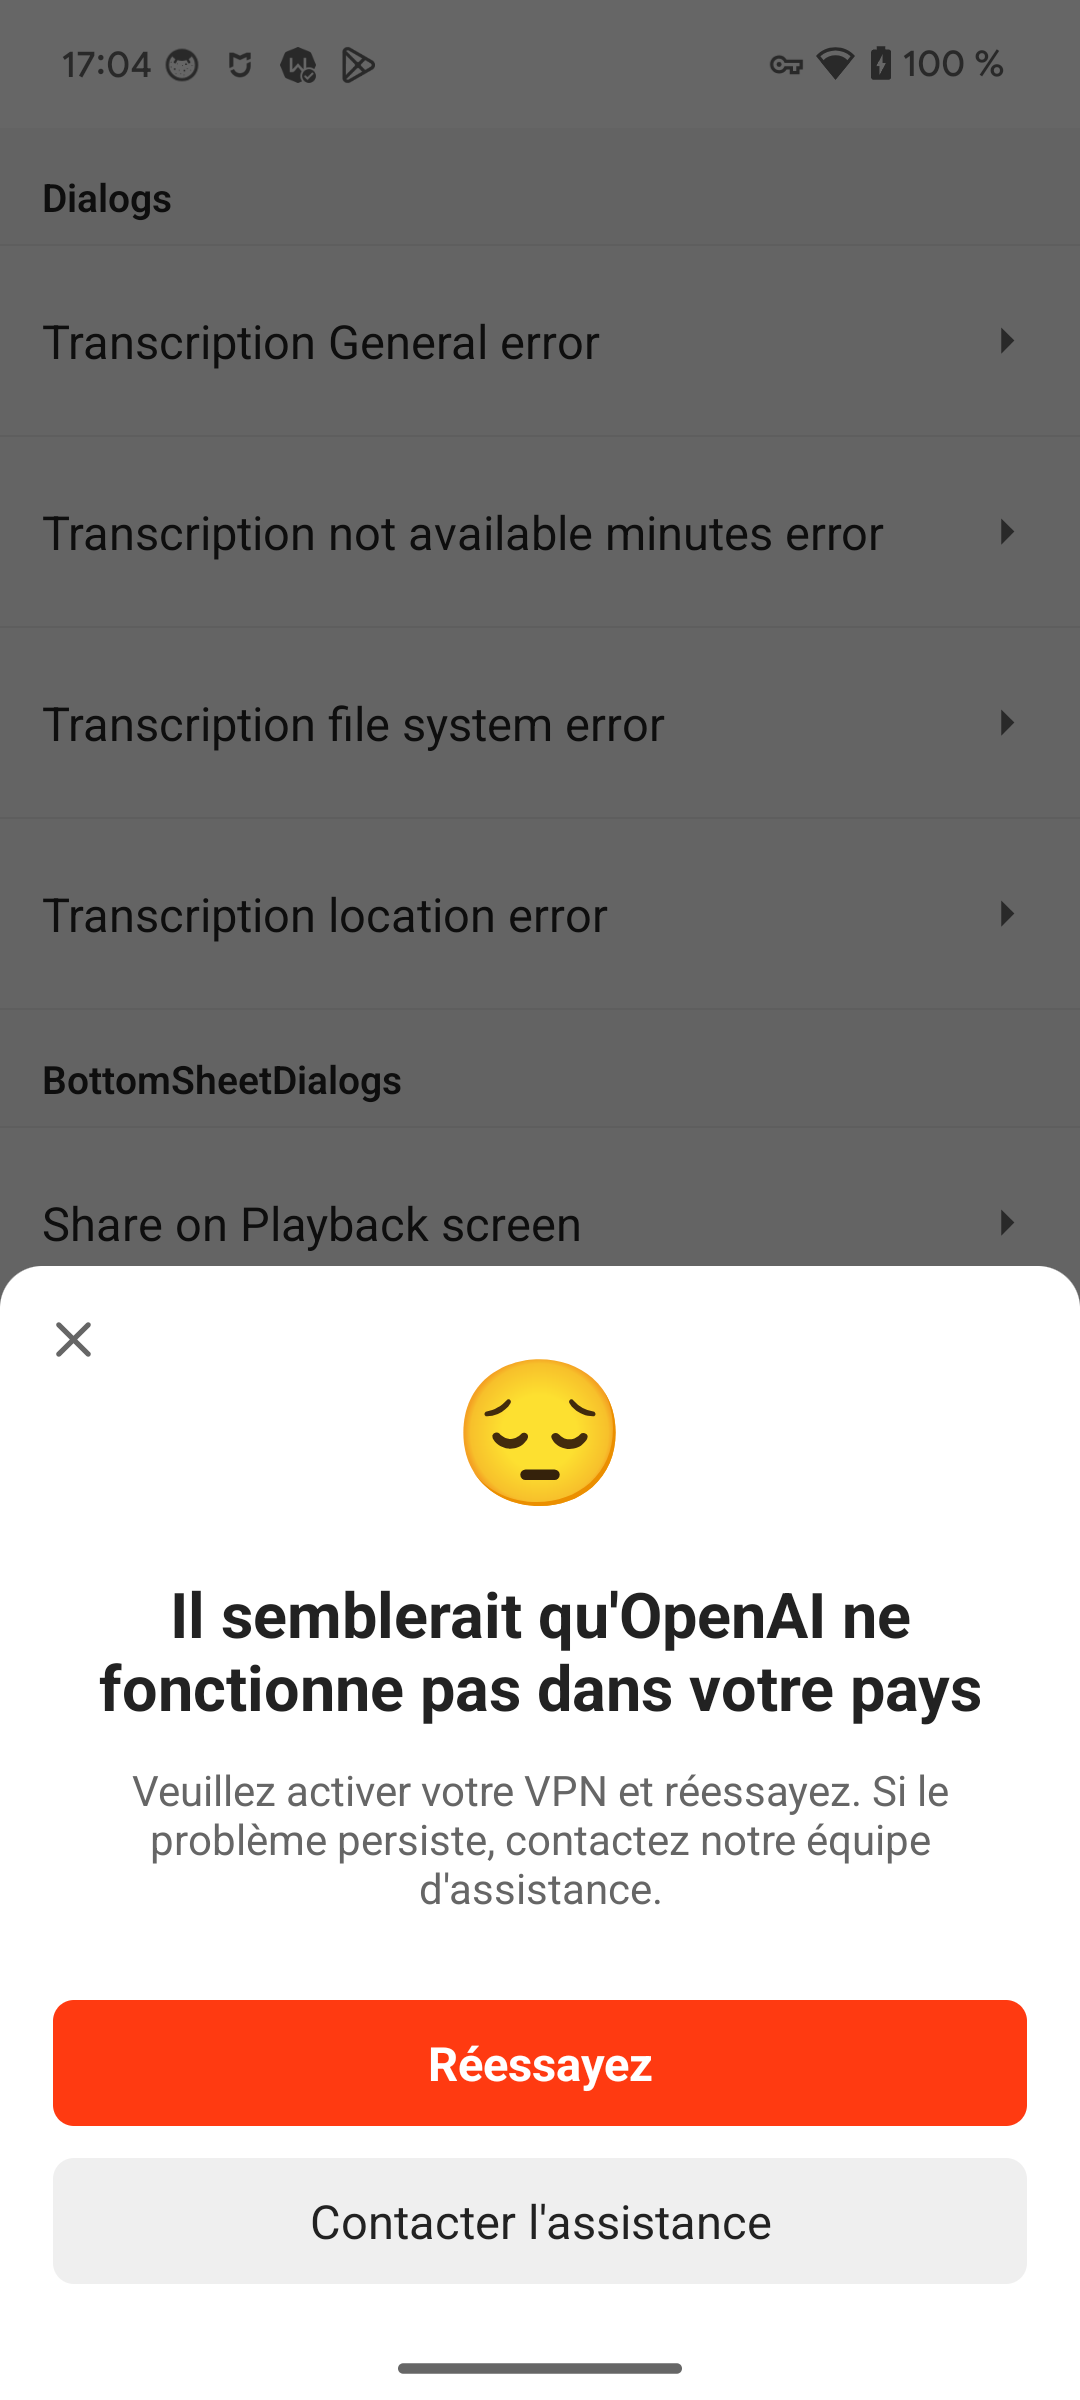 17:04
100 %
Dialogs
Transcription General error
Transcription not available minutes error
Transcription file system error
Transcription location error
BottomSheetDialogs
Share on Playback screen
Il semblerait qu'OpenAI ne
fonctionne pas dans votre pays
Veuillez activer votre VPN et réessayez. Si le
problème persiste, contactez notre équipe
d'assistance.
Réessayez
Contacter l'assistance